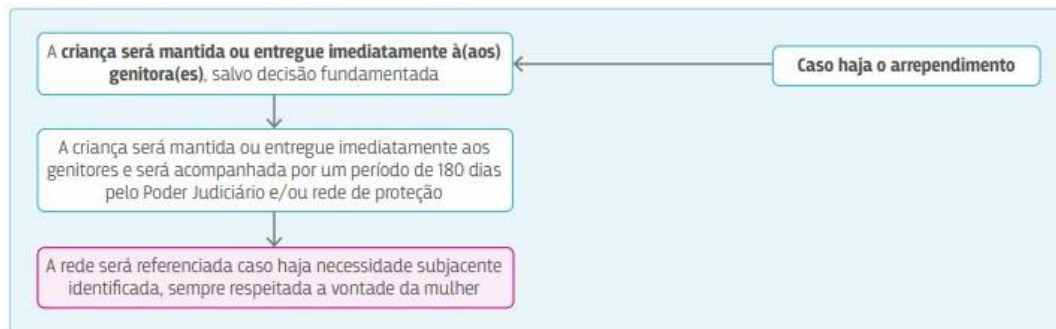 A criança será mantida ou entregue imediatamente à(aos)
genitora(es), salvo decisão fundamentada
Caso haja o arrependimento
A criança será mantida ou entregue imediatamente aos
genitores e será acompanhada por um período de 180 dias
pelo Poder Judiciário e/ou rede de proteção
A rede será referenciada caso haja necessidade subjacente
identificada, sempre respeitada a vontade da mulher